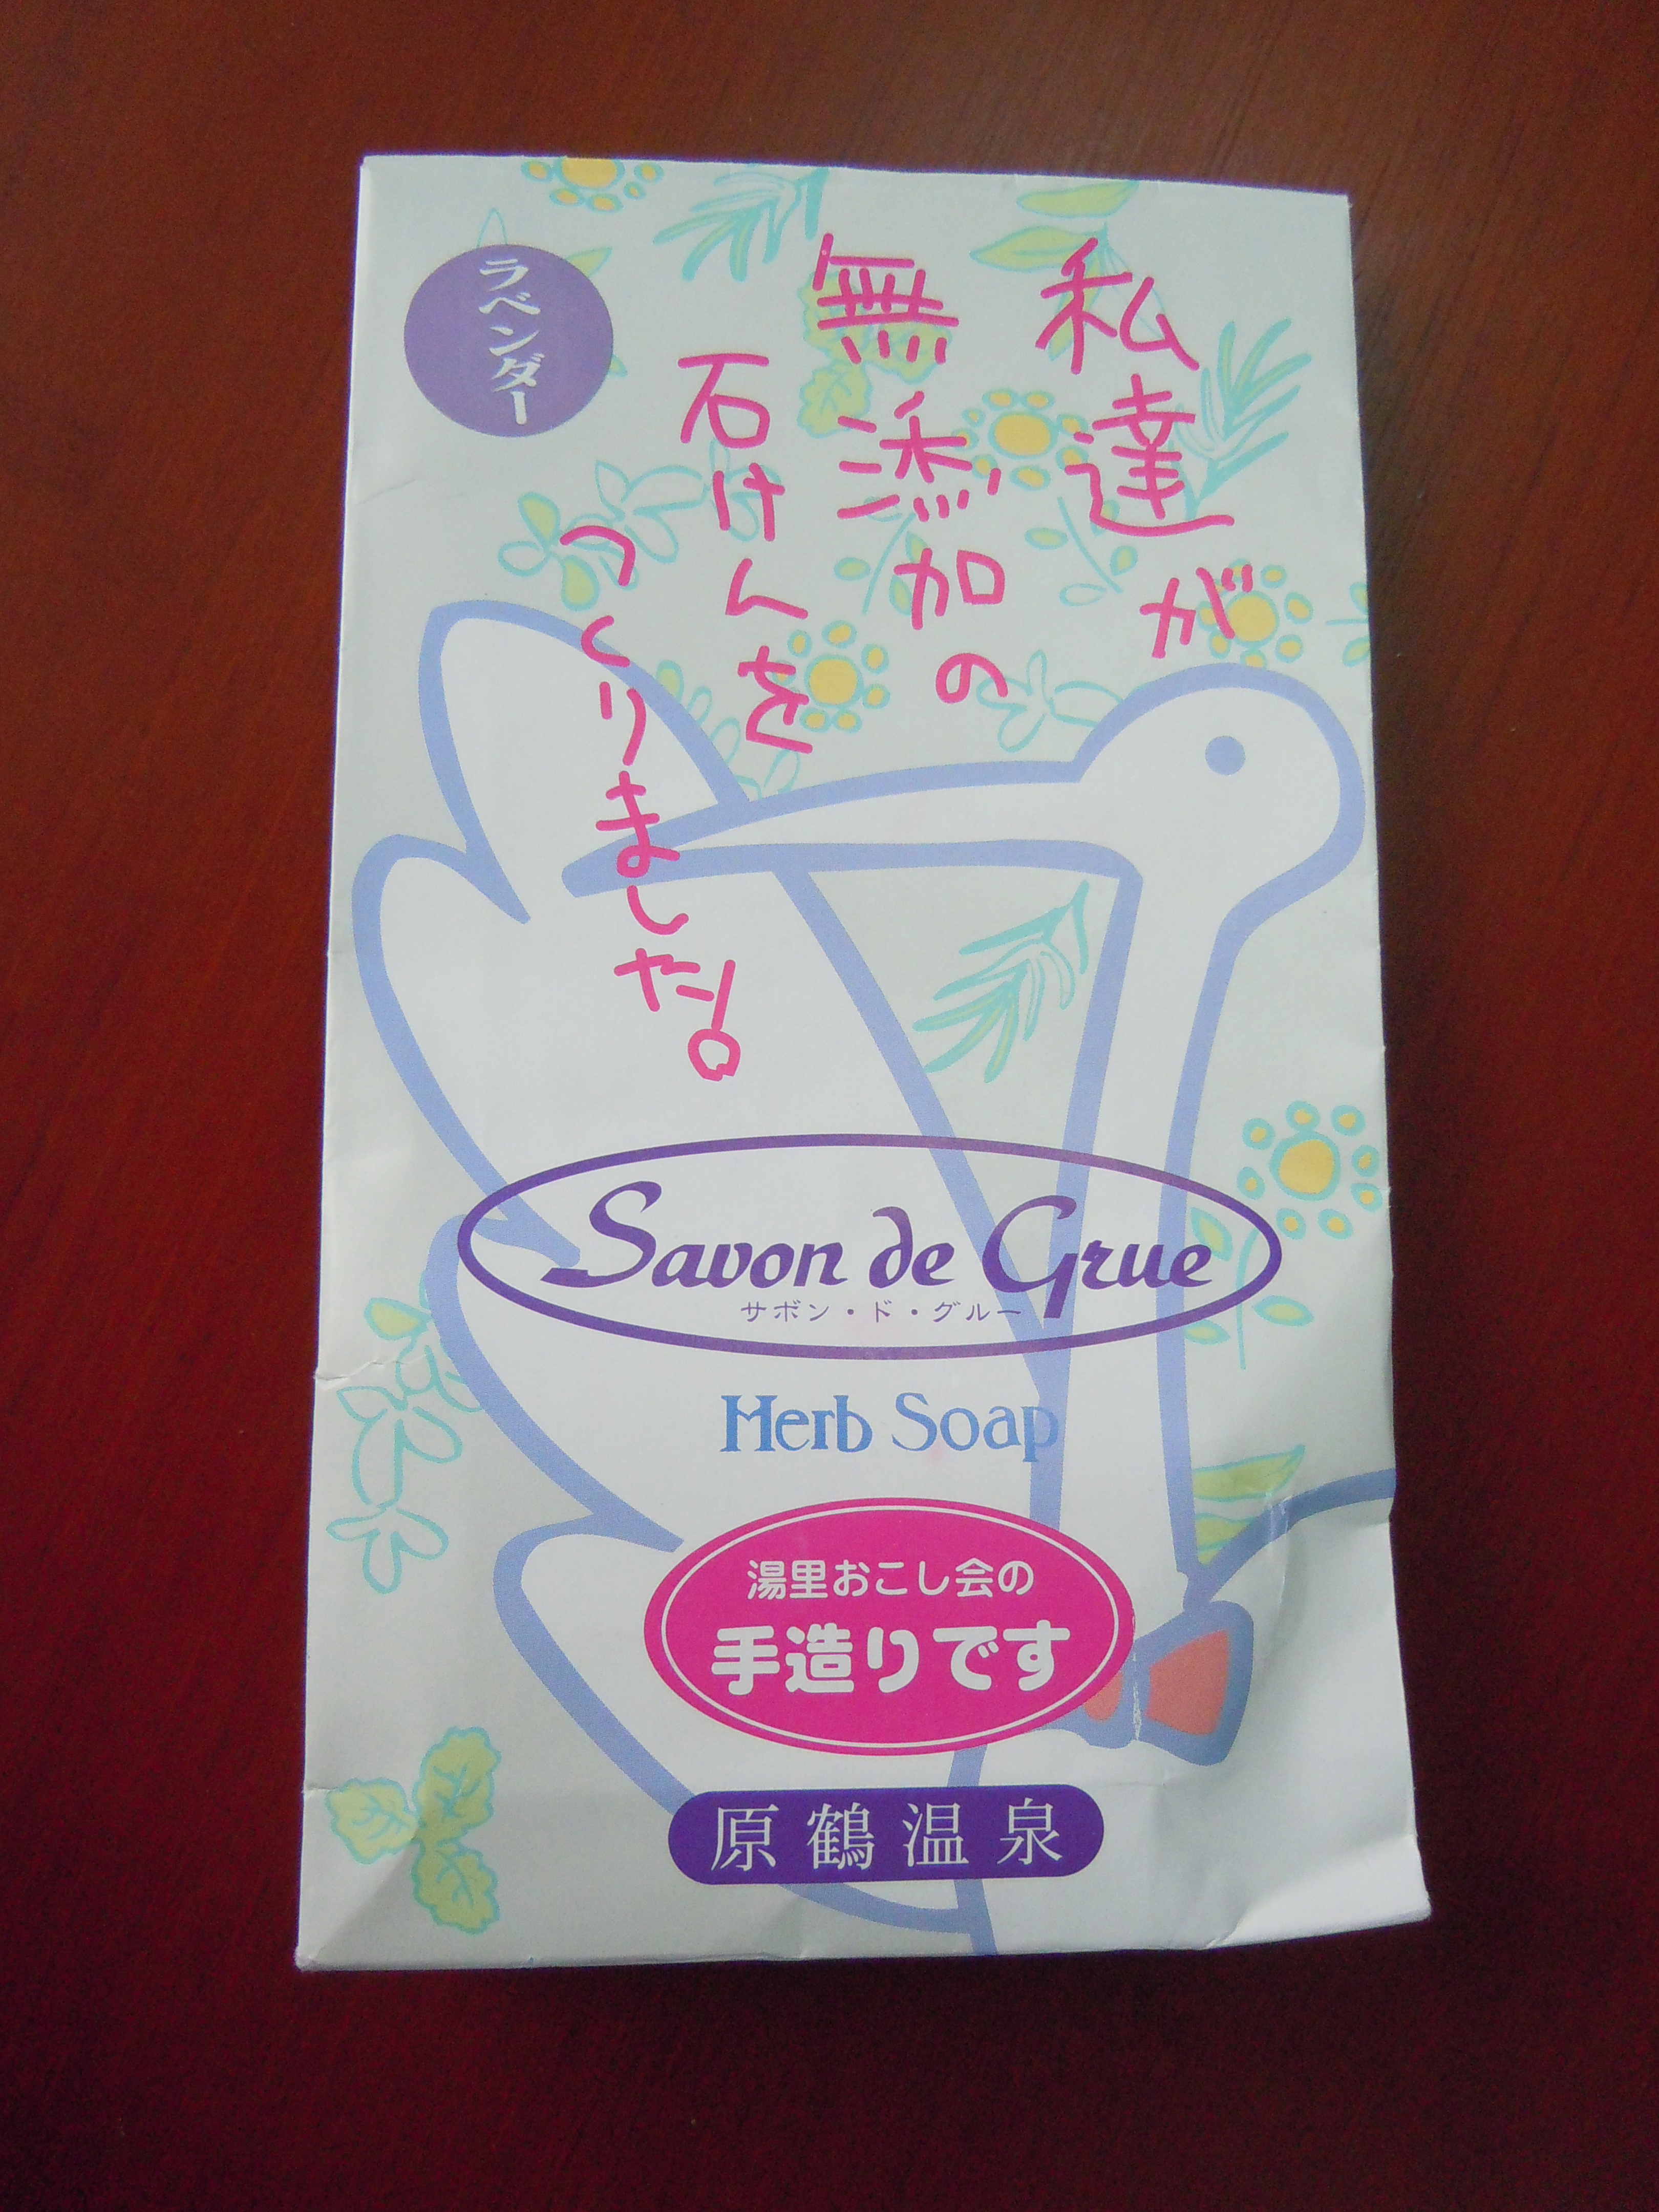 ラベンダー
私達が
無添加の
石けんを
つくりました!
Savon de Grue
サボン・ド・グルー
Herb Soap
湯里おこし会の
手造りです
原鶴温泉